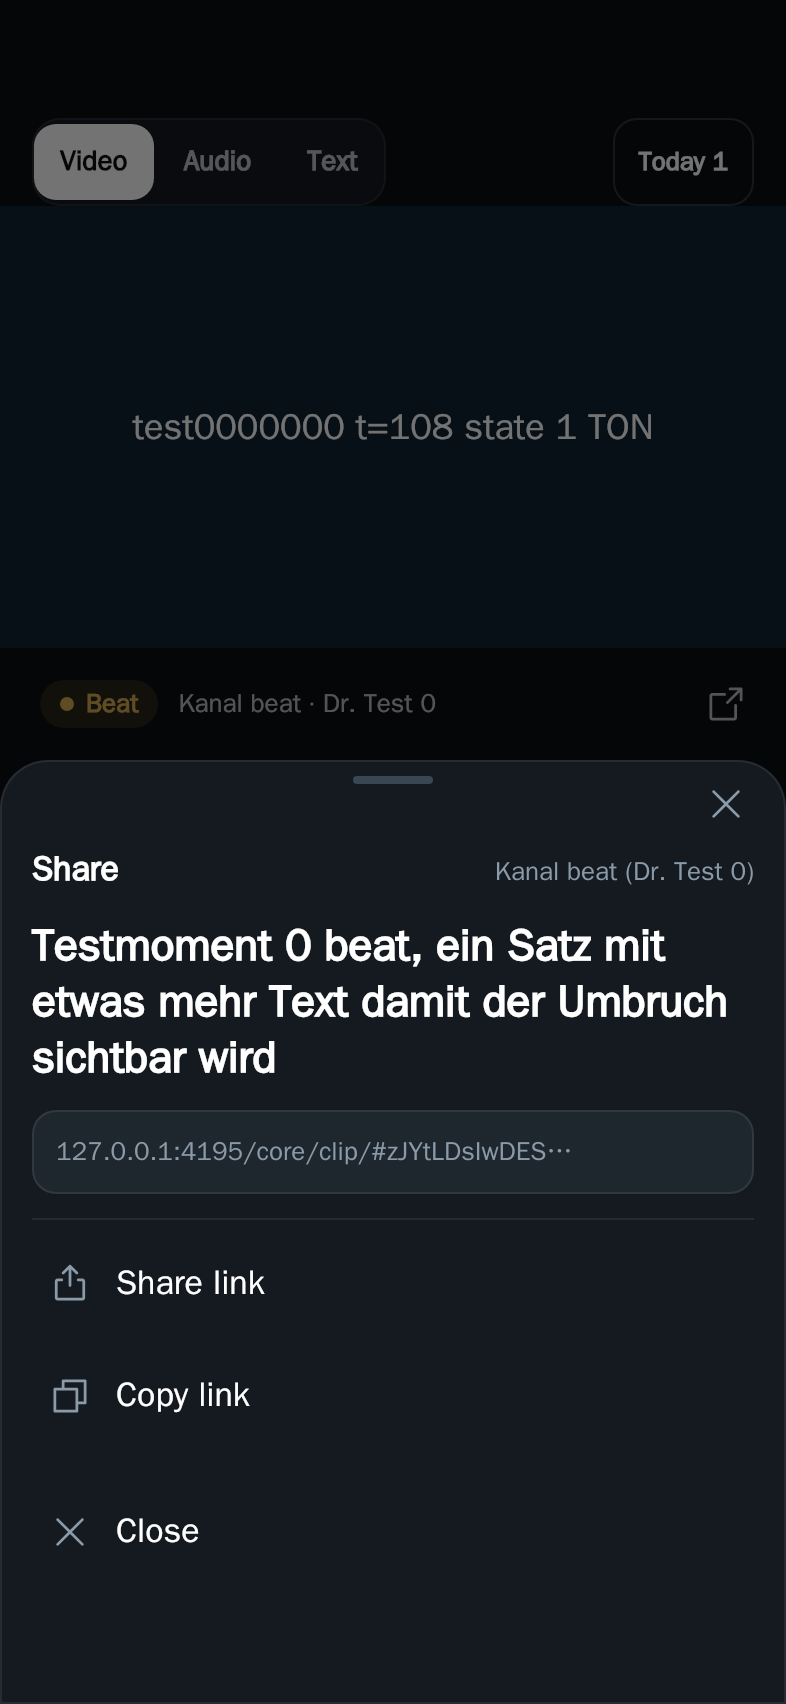 Video Audio Text Today 1
test0000000 t=108 state 1 TON
Beat Kanal beat · Dr. Test 0
Share Kanal beat (Dr. Test 0)
Testmoment 0 beat, ein Satz mit
etwas mehr Text damit der Umbruch
sichtbar wird
127.0.0.1:4195/core/clip/#zJYtLDslwDES···
Share link
Copy link
Close